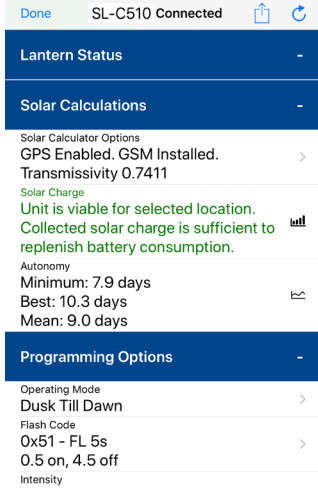 Done SL-C510 Connected
Lantern Status -
Solar Calculations -
Solar Calculator Options
GPS Enabled. GSM Installed.
Transmissivity 0.7411
Solar Charge
Unit is viable for selected location.
Collected solar charge is sufficient to
replenish battery consumption.
Autonomy
Minimum: 7.9 days
Best: 10.3 days
Mean: 9.0 days
Programming Options -
Operating Mode
Dusk Till Dawn
Flash Code
0x51 - FL 5s
0.5 on, 4.5 off
Intensity